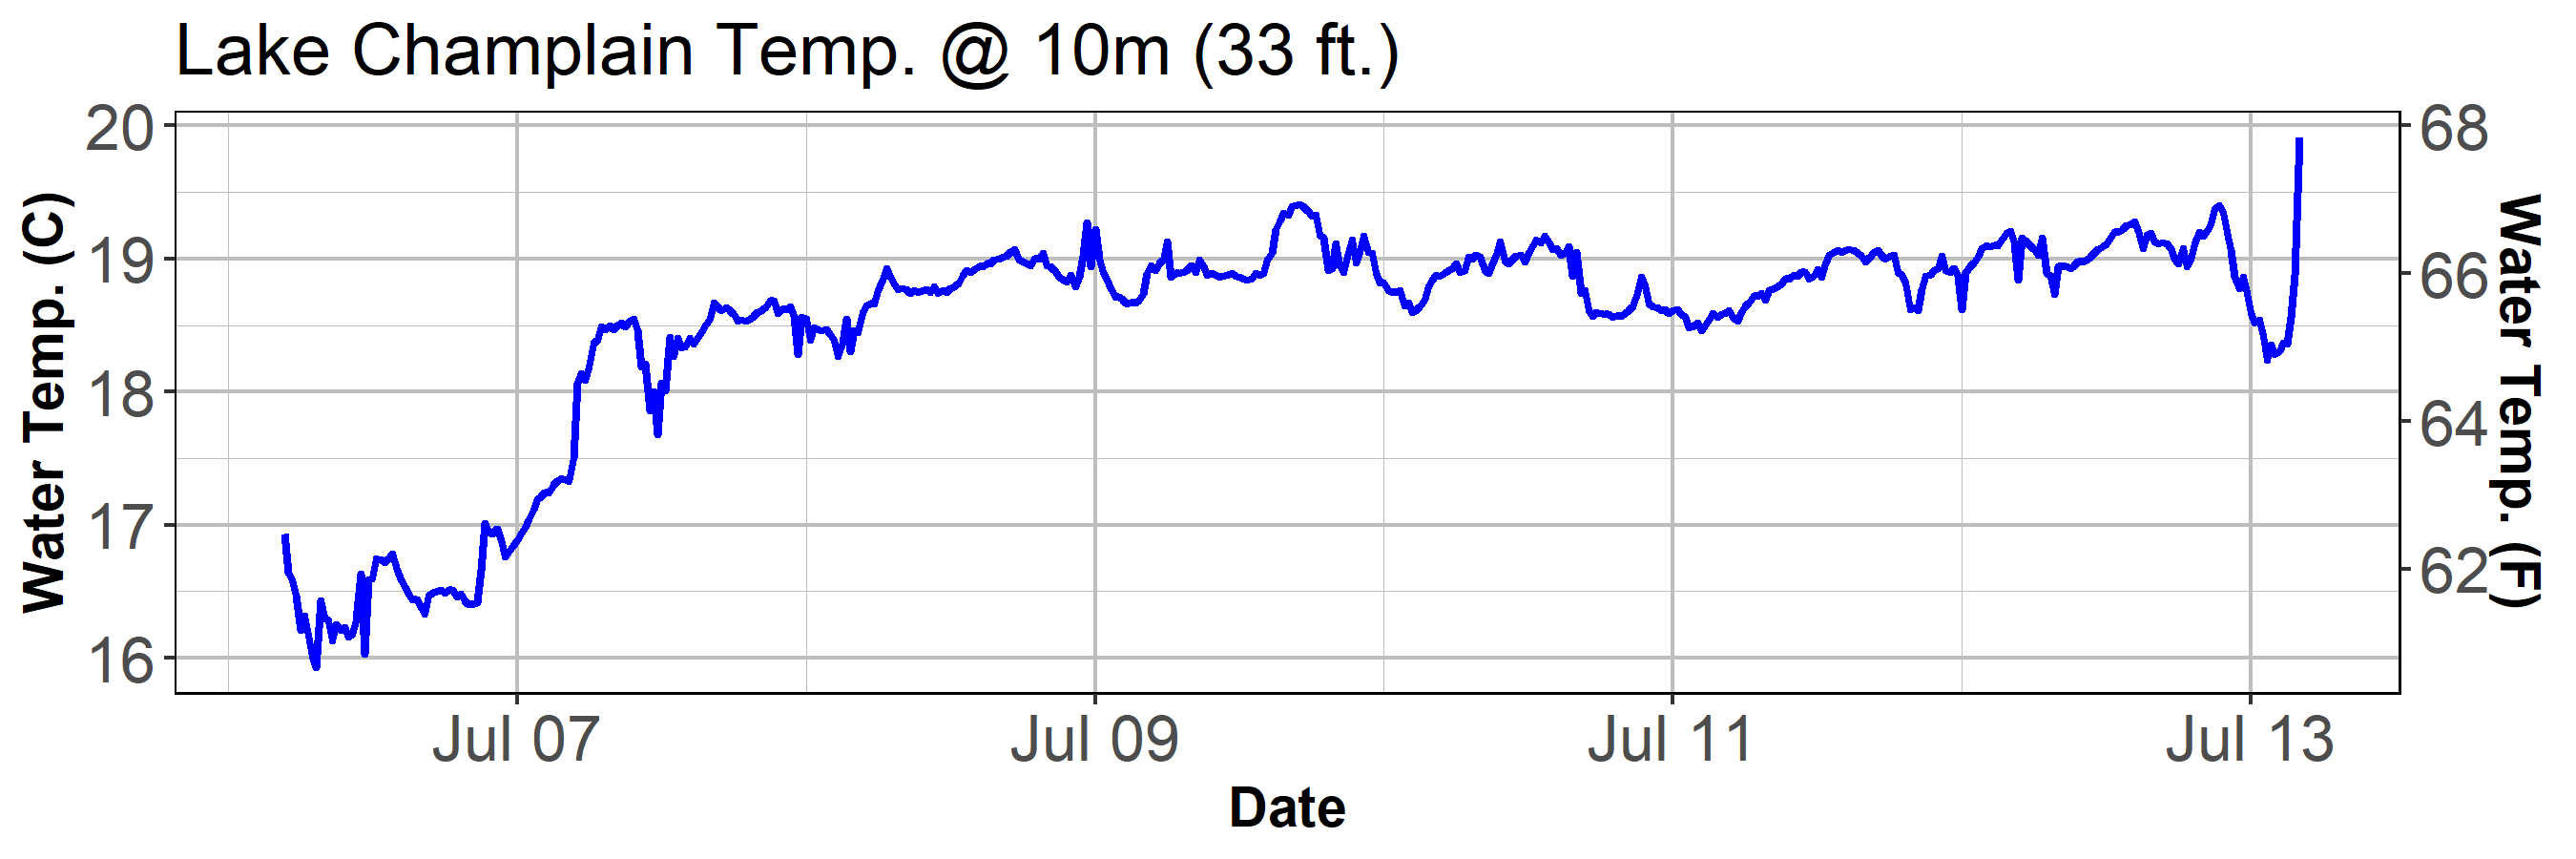 Lake Champlain Temp. @ 10m (33 ft.)
Water Temp. (C)
20
19
18
17
16
68
66
64
62
Water Temp. (F)
Jul 07
Jul 09
Jul 11
Jul 13
Date